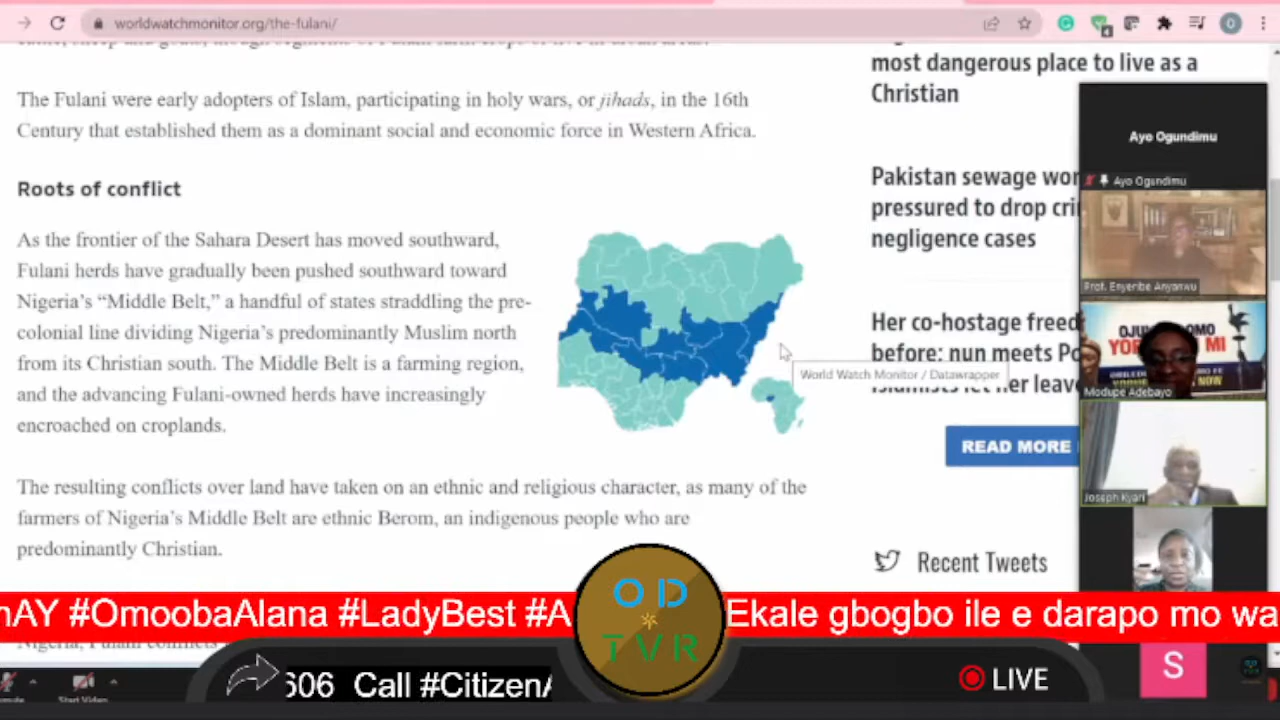 worldwatchmonitor.org/the-fulani/
The Fulani were early adopters of Islam, participating in holy wars, or jihads, in the 16th
Century that established them as a dominant social and economic force in Western Africa.
Roots of conflict
As the frontier of the Sahara Desert has moved southward,
Fulani herds have gradually been pushed southward toward
Nigeria's “Middle Belt,” a handful of states straddling the pre-
colonial line dividing Nigeria's predominantly Muslim north
from its Christian south. The Middle Belt is a farming region,
and the advancing Fulani-owned herds have increasingly
encroached on croplands.
The resulting conflicts over land have taken on an ethnic and religious character, as many of the
farmers of Nigeria's Middle Belt are ethnic Berom, an indigenous people who are
predominantly Christian.
World Watch Monitor / Datawrapper
most dangerous place to live as a
Christian
Pakistan sewage
pressured to drop
negligence cases
Her co-hostage
before: nun meets
her leave
READ MORE
Recent Tweets
Ayo Ogundimu
Ayo Ogundimu
Prof. Enyeribe Anyanwu
Modupe Adebayo
Joseph Kyari
S
nAY #OmoobaAlana #LadyBest #A
OD
TVR
Ekale gbogbo ile e darapo mo wa
606 Call #CitizenA
LIVE
Start Video